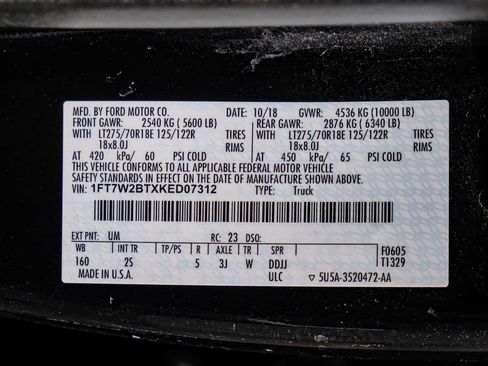 MFD. BY FORD MOTOR CO. DATE: 10/18 GVWR: 4536 KG (10000 LB)
FRONT GAWR: 2540 KG ( 5600 LB) REAR GAWR: 2876 KG ( 6340 LB)
WITH LT275/70R18E 125/122R TIRES WITH LT275/70R18E 125/122R TIRES
18x8.0J RIMS 18x8.0J RIMS
AT 420 kPa/ 60 PSI COLD AT 450 kPa/ 65 PSI COLD
THIS VEHICLE CONFORMS TO ALL APPLICABLE FEDERAL MOTOR VEHICLE
SAFETY STANDARDS IN EFFECT ON THE DATE OF MANUFACTURE SHOWN ABOVE.
VIN: 1FT7W2BTXKED07312 TYPE: Truck
EXT PNT: UM RC: 23 DSO:
WB INT TR TP/PS R AXLE TR SPR F0605
160 2S 5 3J W DDJJ T1329
MADE IN U.S.A. ULC 5U5A-3520472-AA